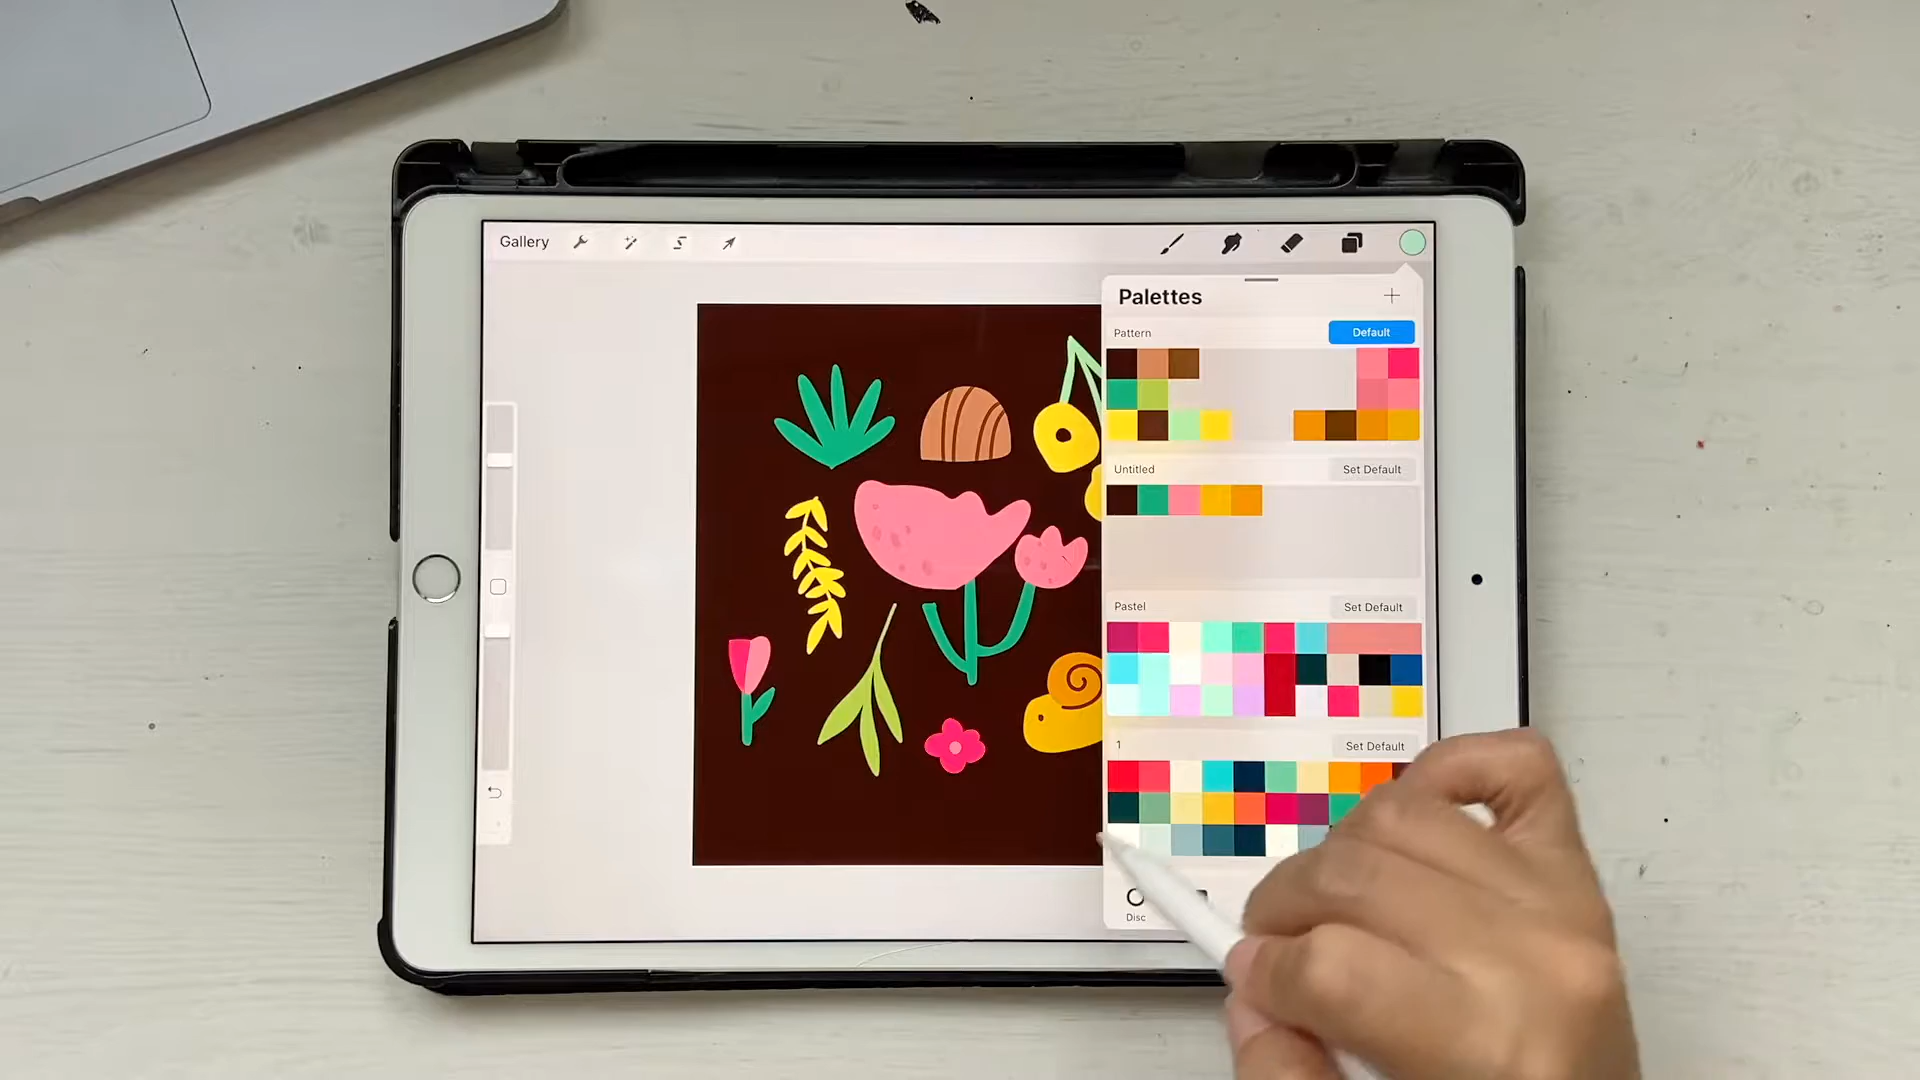 Gallery
Palettes
Pattern
Default
Untitled
Set Default
Pastel
Set Default
1
Set Default
Disc